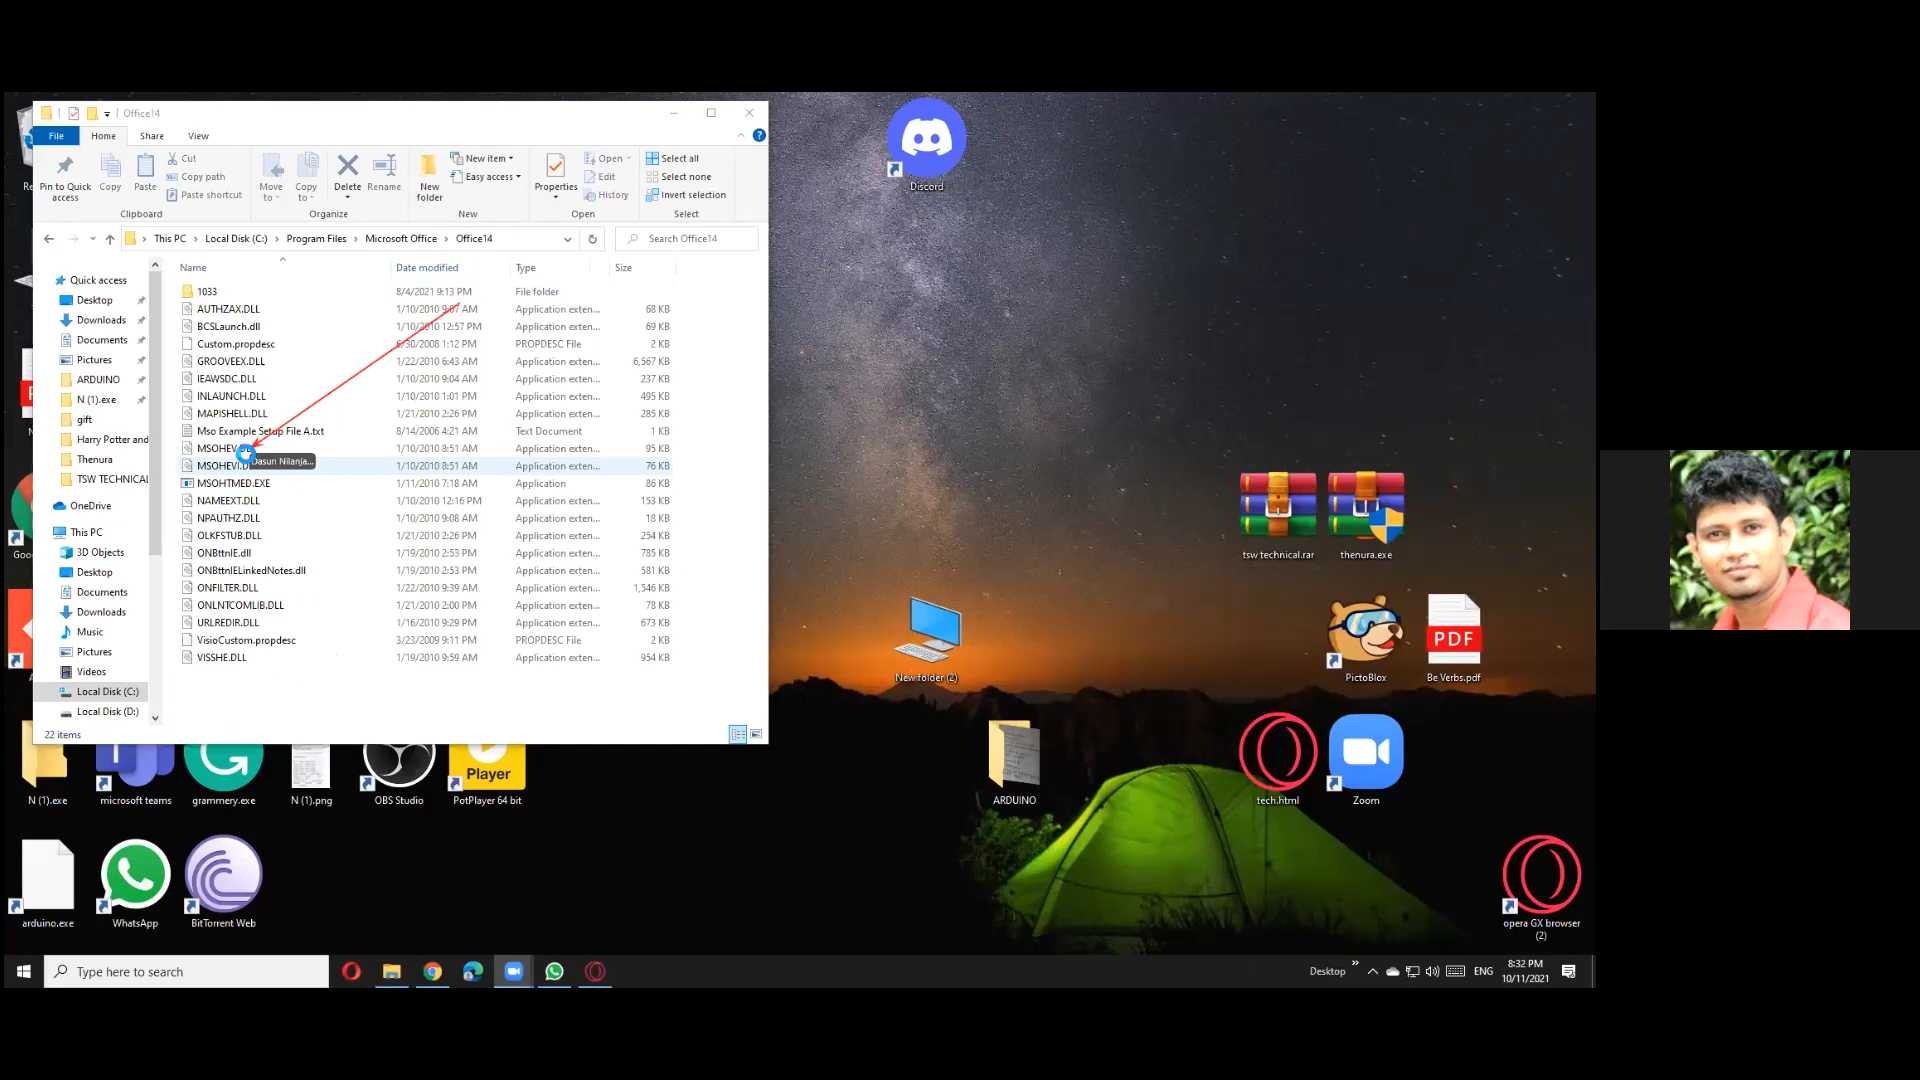 Office14
File Home Share View
Pin to Quick access
Copy
Paste
Cut
Copy path
Paste shortcut
Move to
Copy to
Delete
Rename
New folder
New item
Easy access
Properties
Open
Edit
History
Select all
Select none
Invert selection
Clipboard Organize New Open Select
This PC Local Disk (C:) Program Files Microsoft Office Office14
Search Office14
Quick access
Desktop
Downloads
Documents
Pictures
ARDUINO
N (1).exe
gift
Harry Potter and
Thenura
TSW TECHNICAL
OneDrive
This PC
3D Objects
Desktop
Documents
Downloads
Music
Pictures
Videos
Local Disk (C:)
Local Disk (D:)
Name Date modified Type Size
1033 8/4/2021 9:13 PM File folder
AUTHZAX.DLL 1/10/2010 9:07 AM Application exten... 68 KB
BCSLaunch.dll 1/10/2010 12:57 PM Application exten... 69 KB
Custom.propdesc 6/30/2008 1:12 PM PROPDESC File 2 KB
GROOVEEX.DLL 1/22/2010 6:43 AM Application exten... 6,567 KB
IEAWSDC.DLL 1/10/2010 9:04 AM Application exten... 237 KB
INLAUNCH.DLL 1/10/2010 1:01 PM Application exten... 495 KB
MAPISHELL.DLL 1/21/2010 2:26 PM Application exten... 285 KB
Mso Example Setup File A.txt 8/14/2006 4:21 AM Text Document 1 KB
MSOHEV. 1/10/2010 8:51 AM Application exten... 95 KB
MSOHEVI. 1/10/2010 8:51 AM Application exten... 76 KB
Dasun Nilanja...
MSOHTMED.EXE 1/11/2010 7:18 AM Application 86 KB
NAMEEXT.DLL 1/10/2010 12:16 PM Application exten... 153 KB
NPAUTHZ.DLL 1/10/2010 9:08 AM Application exten... 18 KB
OLKFSTUB.DLL 1/21/2010 2:26 PM Application exten... 254 KB
ONBttnIE.dll 1/19/2010 2:53 PM Application exten... 785 KB
ONBttnIELinkedNotes.dll 1/19/2010 2:53 PM Application exten... 581 KB
ONFILTER.DLL 1/22/2010 9:39 AM Application exten... 1,546 KB
ONLNTCOMLIB.DLL 1/21/2010 2:00 PM Application exten... 78 KB
URLREDIR.DLL 1/16/2010 9:29 PM Application exten... 673 KB
VisioCustom.propdesc 3/23/2009 9:11 PM PROPDESC File 2 KB
VISSHE.DLL 1/19/2010 9:59 AM Application exten... 954 KB
22 items
Discord
tsw technical.rar
thenura.exe
New folder (2)
PictoBlox
PDF
Be Verbs.pdf
Player
N (1).exe
microsoft teams
grammery.exe
N (1).png
OBS Studio
PotPlayer 64 bit
ARDUINO
tech.html
Zoom
arduino.exe
WhatsApp
BitTorrent Web
opera GX browser
(2)
Type here to search
Desktop
ENG
8:32 PM
10/11/2021